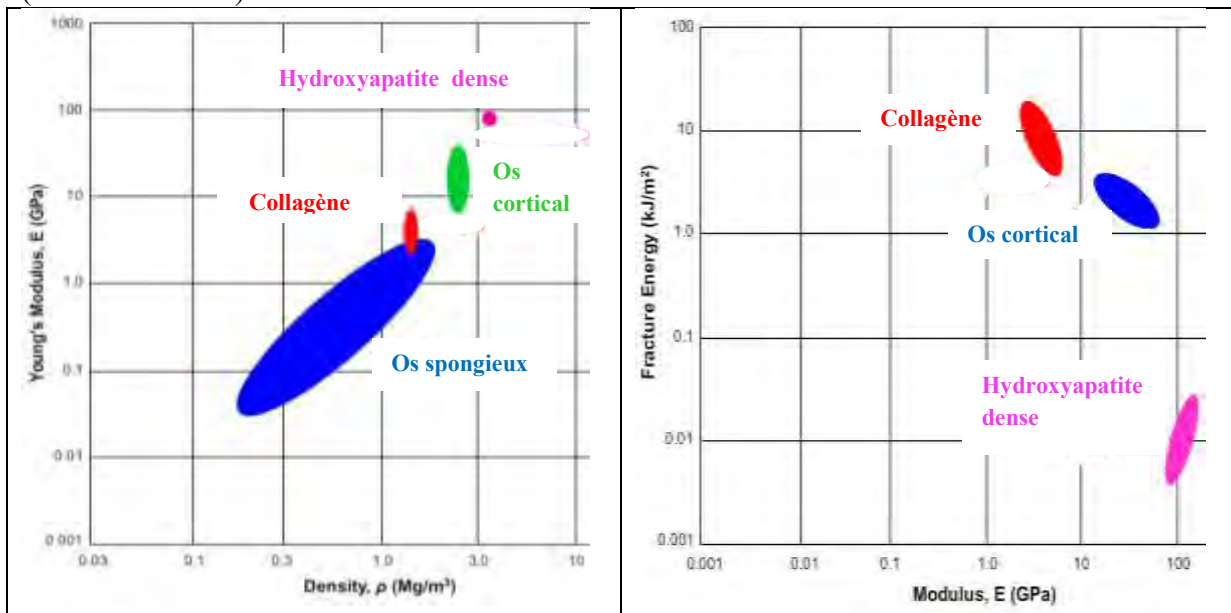 1000
100
10
1.0
0.1
0.01
0.001
Young's Modulus, E (GPa)
Hydroxyapatite dense
Os
cortical
Collagène
Os spongieux
0.03
0.1
0.3
1.0
3.0
10
Density, ρ (Mg/m³)
100
10
1.0
0.1
0.01
0.001
Fracture Energy (kJ/m²)
Collagène
Os cortical
Hydroxyapatite
dense
0.001
0.01
0.1
1.0
10
100
Modulus, E (GPa)